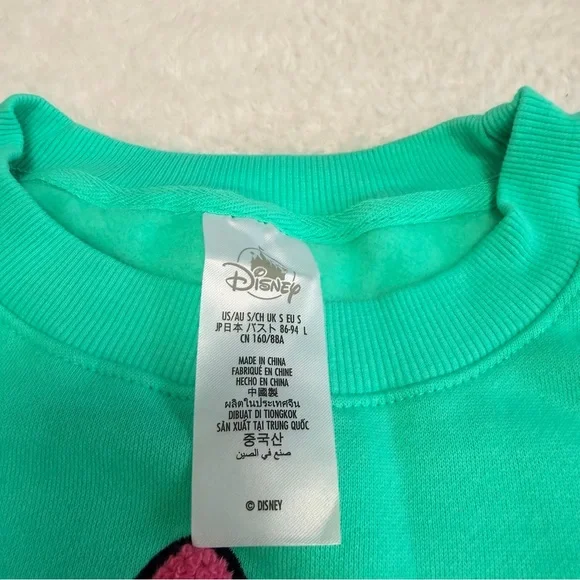 Disney
US/AU S/CH UK S EU S
JP日本 バスト 86-94 L
CN 160/88A
MADE IN CHINA
FABRIQUÉ EN CHINE
HECHO EN CHINA
中國製
ผลิตในประเทศจีน
DIBUAT DI TIONGKOK
SẢN XUẤT TẠI TRUNG QUỐC
중국산
صنع في الصين
© DISNEY